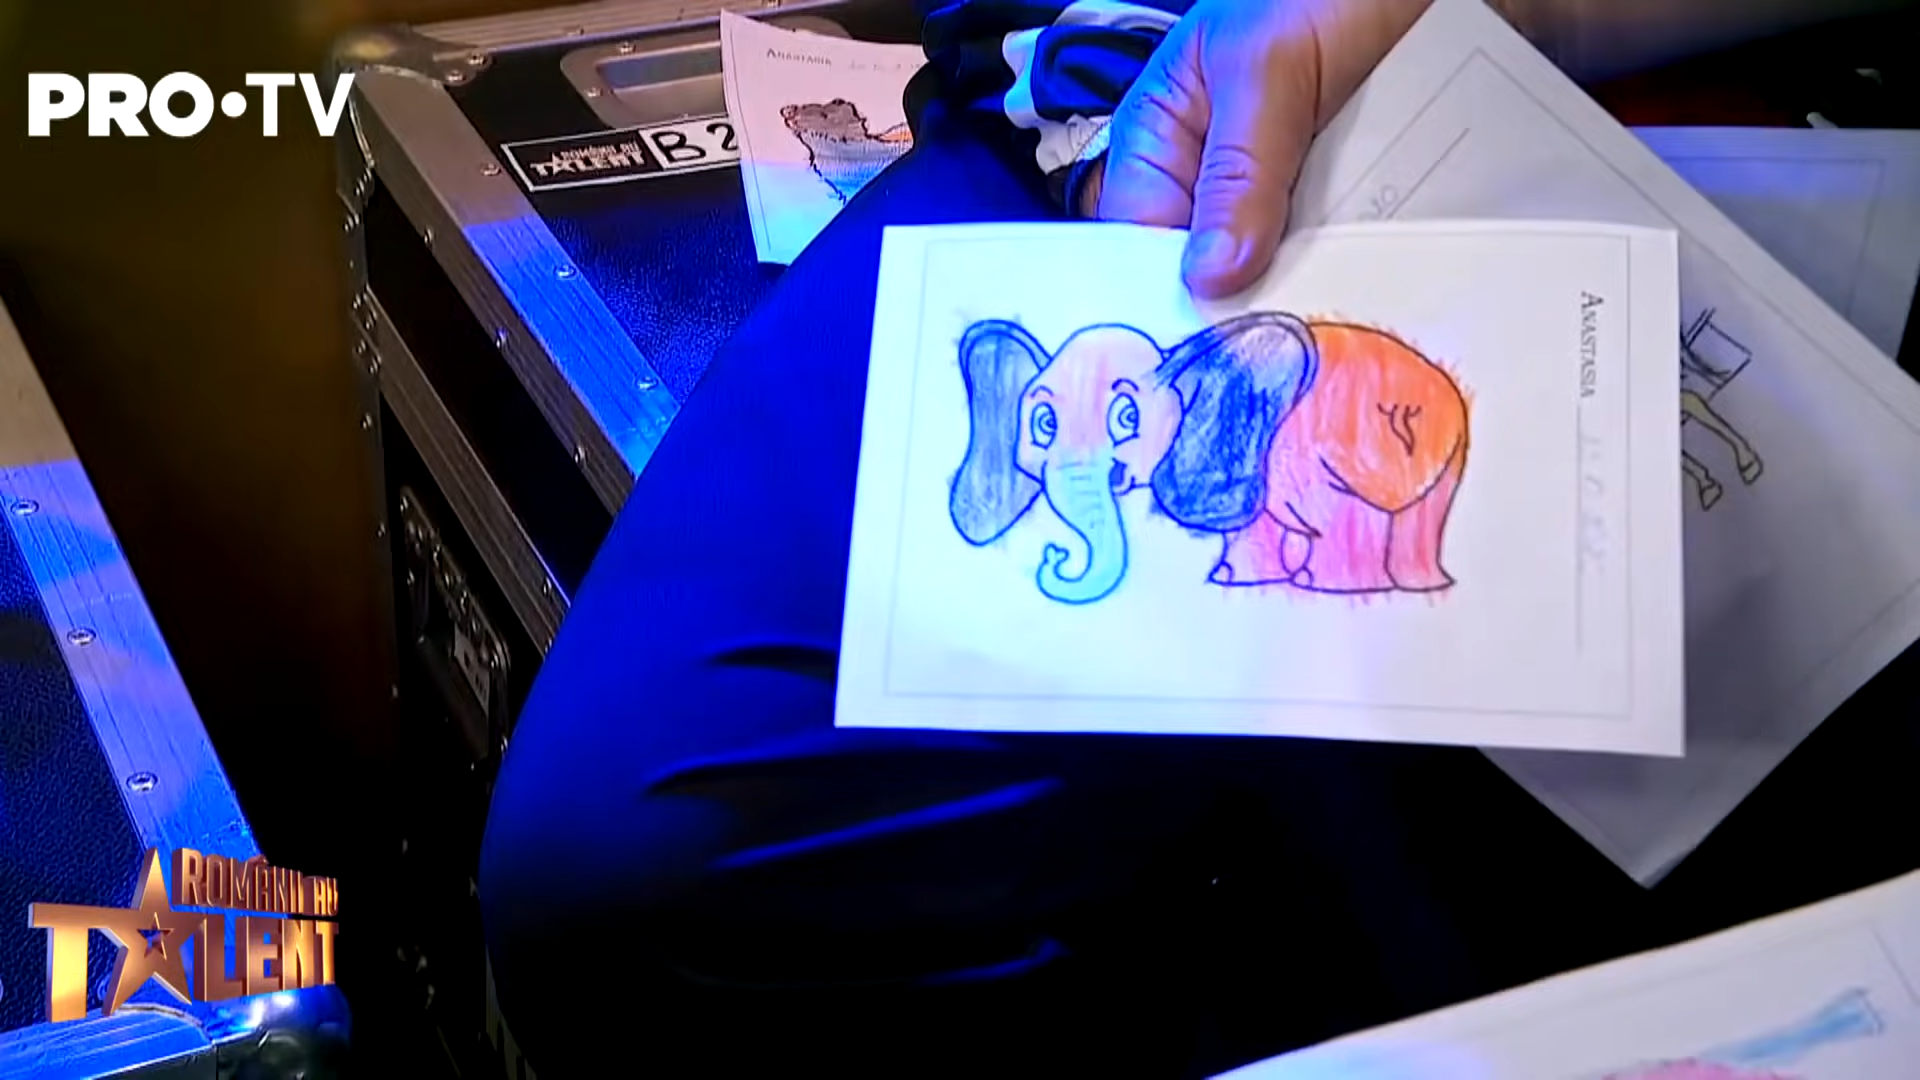 PRO•TV
ANASTASIA
ROMÂNII AU
TALENT
B2
ANASTASIA
ROMÂNII AU
TALENT